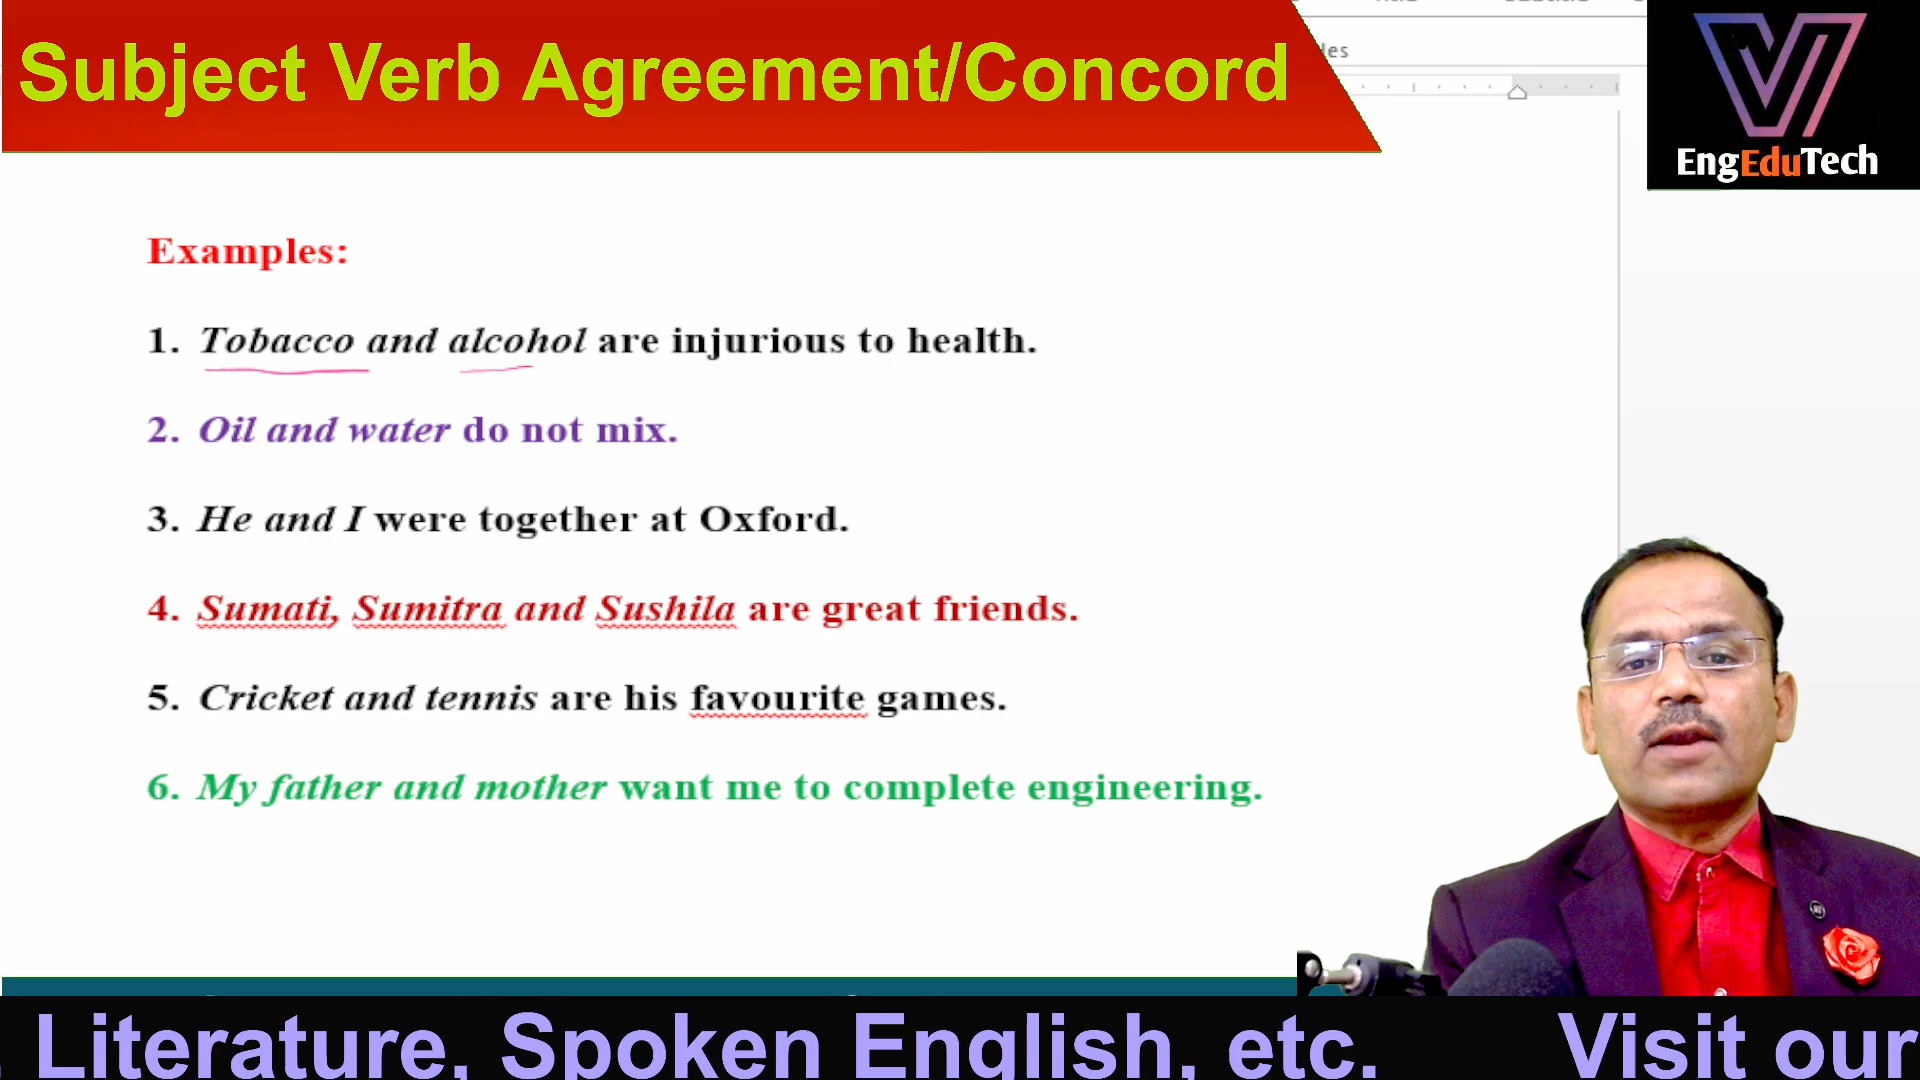 Subject Verb Agreement/Concord
EngEduTech
Examples:
1. Tobacco and alcohol are injurious to health.
2. Oil and water do not mix.
3. He and I were together at Oxford.
4. Sumati, Sumitra and Sushila are great friends.
5. Cricket and tennis are his favourite games.
6. My father and mother want me to complete engineering.
. Literature, Spoken English, etc. Visit our